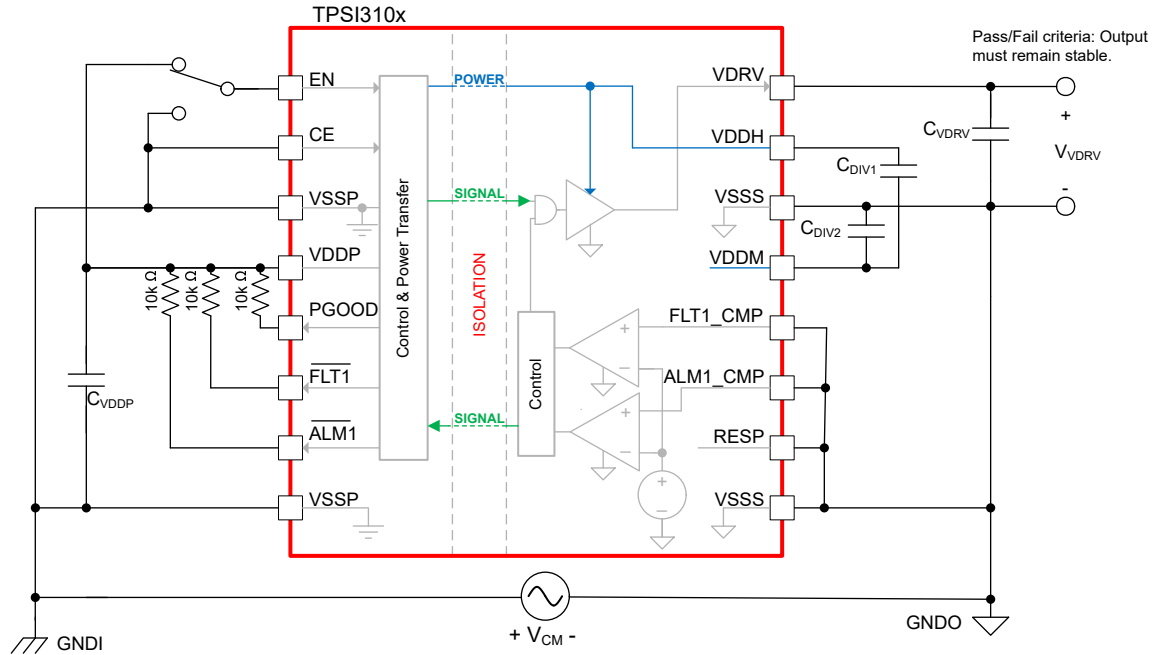 TPSI310x
Pass/Fail criteria: Output
must remain stable.
EN
POWER
VDRV
+
CE
VDDH
CVDRV
VVDRV
CDIV1
-
VSSP
SIGNAL
VSSS
CDIV2
Control & Power Transfer
ISOLATION
VDDP
VDDM
10k Ω
10k Ω
10k Ω
PGOOD
FLT1_CMP
+
−
FLT1
Control
ALM1_CMP
CVDDP
+
−
ALM1
SIGNAL
RESP
+
−
VSSP
VSSS
GNDI
+ VCM -
GNDO